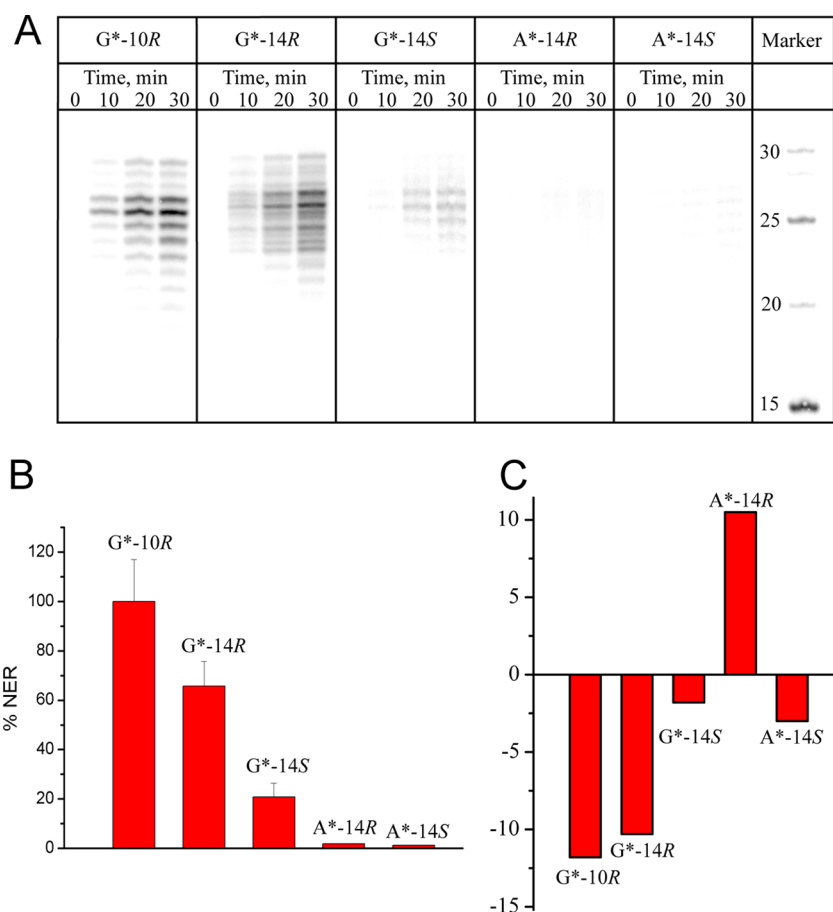 A
G*-10R G*-14R G*-14S A*-14R A*-14S Marker
Time, min Time, min Time, min Time, min Time, min
0 10 20 30 0 10 20 30 0 10 20 30 0 10 20 30 0 10 20 30
30
25
20
15
B
% NER
120
100
80
60
40
20
0
G*-10R
G*-14R
G*-14S
A*-14R
A*-14S
C
10
5
0
-5
-10
-15
A*-14R
G*-14S
A*-14S
G*-14R
G*-10R